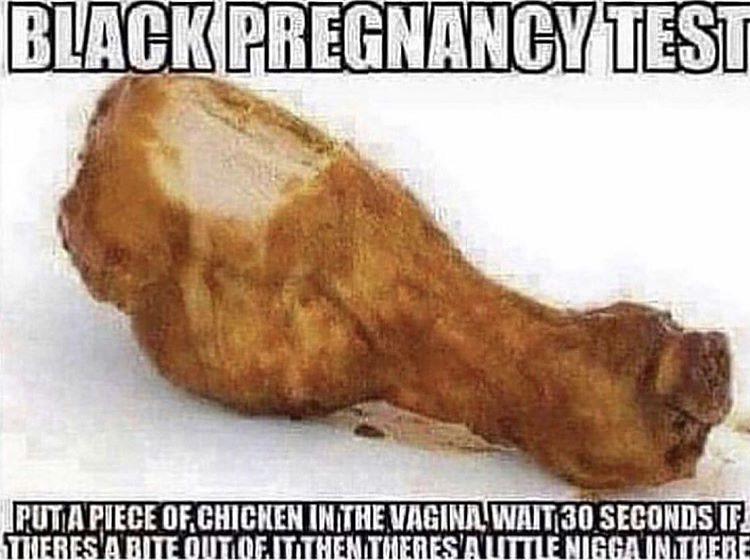 BLACK PREGNANCY TEST
PUT A PIECE OF CHICKEN IN THE VAGINA, WAIT 30 SECONDS IF
THERES A BITE OUT OF IT THEN THERES A LITTLE NIGGA IN THERE